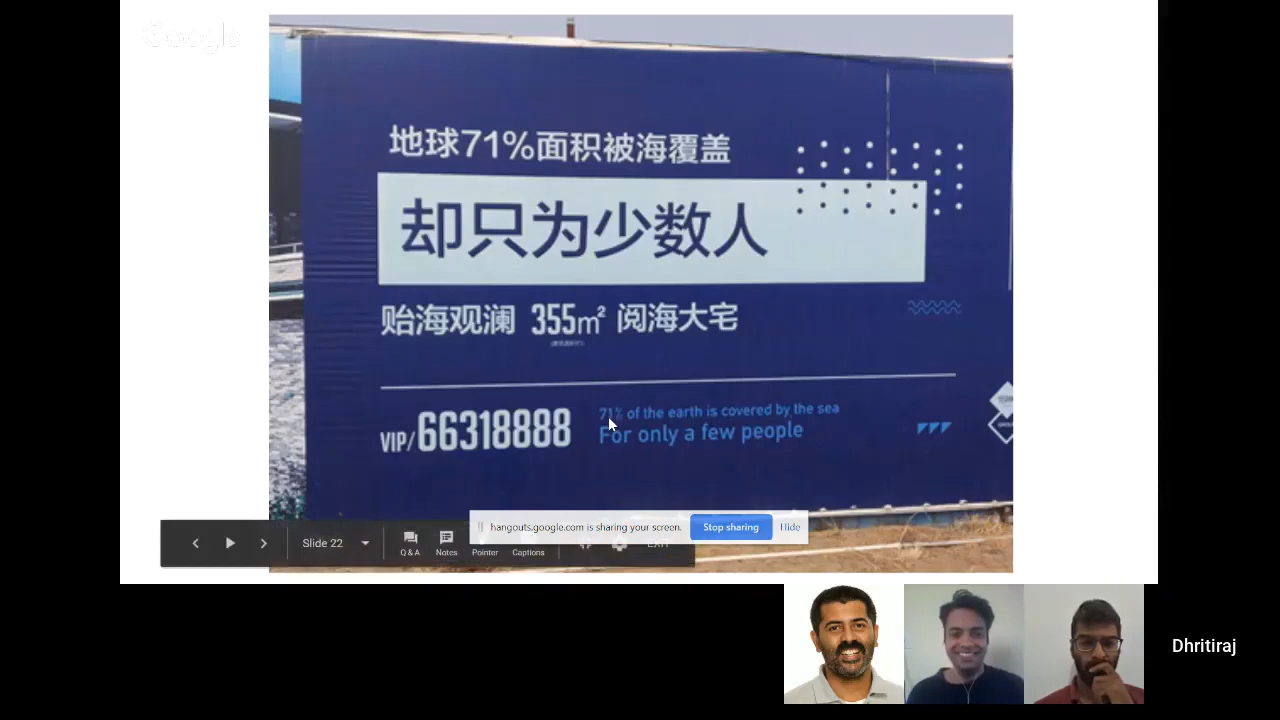 Google
地球71%面积被海覆盖
却只为少数人
贻海观澜 355m² 阅海大宅
VIP/66318888
71% of the earth is covered by the sea
For only a few people
hangouts.google.com is sharing your screen. Stop sharing Hide
Slide 22
Q & A Notes Pointer Captions EXIT
Dhritiraj